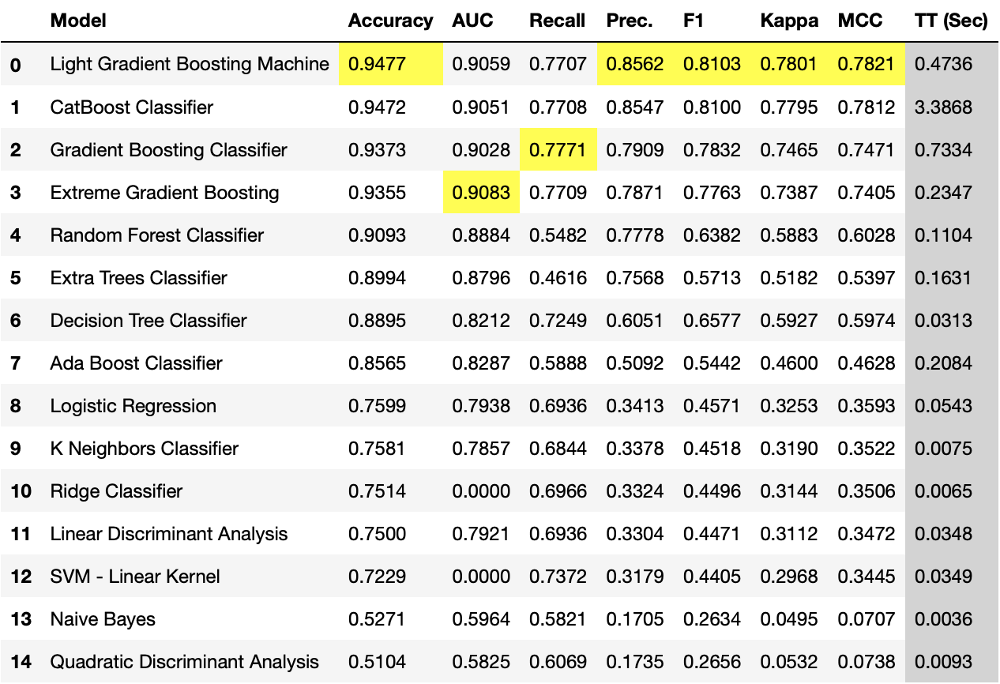 Model Accuracy AUC Recall Prec. F1 Kappa MCC TT (Sec)
0 Light Gradient Boosting Machine 0.9477 0.9059 0.7707 0.8562 0.8103 0.7801 0.7821 0.4736
1 CatBoost Classifier 0.9472 0.9051 0.7708 0.8547 0.8100 0.7795 0.7812 3.3868
2 Gradient Boosting Classifier 0.9373 0.9028 0.7771 0.7909 0.7832 0.7465 0.7471 0.7334
3 Extreme Gradient Boosting 0.9355 0.9083 0.7709 0.7871 0.7763 0.7387 0.7405 0.2347
4 Random Forest Classifier 0.9093 0.8884 0.5482 0.7778 0.6382 0.5883 0.6028 0.1104
5 Extra Trees Classifier 0.8994 0.8796 0.4616 0.7568 0.5713 0.5182 0.5397 0.1631
6 Decision Tree Classifier 0.8895 0.8212 0.7249 0.6051 0.6577 0.5927 0.5974 0.0313
7 Ada Boost Classifier 0.8565 0.8287 0.5888 0.5092 0.5442 0.4600 0.4628 0.2084
8 Logistic Regression 0.7599 0.7938 0.6936 0.3413 0.4571 0.3253 0.3593 0.0543
9 K Neighbors Classifier 0.7581 0.7857 0.6844 0.3378 0.4518 0.3190 0.3522 0.0075
10 Ridge Classifier 0.7514 0.0000 0.6966 0.3324 0.4496 0.3144 0.3506 0.0065
11 Linear Discriminant Analysis 0.7500 0.7921 0.6936 0.3304 0.4471 0.3112 0.3472 0.0348
12 SVM - Linear Kernel 0.7229 0.0000 0.7372 0.3179 0.4405 0.2968 0.3445 0.0349
13 Naive Bayes 0.5271 0.5964 0.5821 0.1705 0.2634 0.0495 0.0707 0.0036
14 Quadratic Discriminant Analysis 0.5104 0.5825 0.6069 0.1735 0.2656 0.0532 0.0738 0.0093